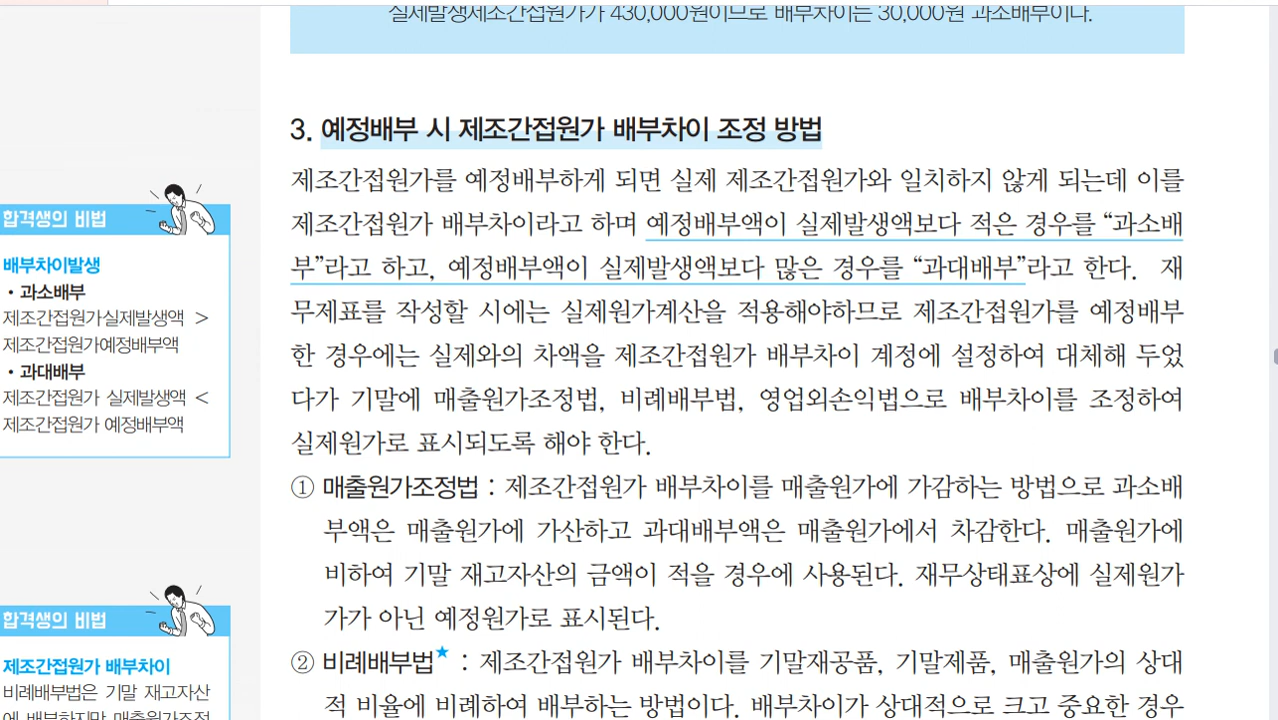 실제발생제조간접원가가 430,000원이므로 배부차이는 30,000원 과소배부이다.
3. 예정배부 시 제조간접원가 배부차이 조정 방법
제조간접원가를 예정배부하게 되면 실제 제조간접원가와 일치하지 않게 되는데 이를
제조간접원가 배부차이라고 하며 예정배부액이 실제발생액보다 적은 경우를 “과소배
부”라고 하고, 예정배부액이 실제발생액보다 많은 경우를 “과대배부”라고 한다. 재
무제표를 작성할 시에는 실제원가계산을 적용해야하므로 제조간접원가를 예정배부
한 경우에는 실제와의 차액을 제조간접원가 배부차이 계정에 설정하여 대체해 두었
다가 기말에 매출원가조정법, 비례배부법, 영업외손익법으로 배부차이를 조정하여
실제원가로 표시되도록 해야 한다.
① 매출원가조정법 : 제조간접원가 배부차이를 매출원가에 가감하는 방법으로 과소배
부액은 매출원가에 가산하고 과대배부액은 매출원가에서 차감한다. 매출원가에
비하여 기말 재고자산의 금액이 적을 경우에 사용된다. 재무상태표상에 실제원가
가가 아닌 예정원가로 표시된다.
② 비례배부법★ : 제조간접원가 배부차이를 기말재공품, 기말제품, 매출원가의 상대
적 비율에 비례하여 배부하는 방법이다. 배부차이가 상대적으로 크고 중요한 경우
합격생의 비법
배부차이발생
• 과소배부
제조간접원가실제발생액 >
제조간접원가예정배부액
• 과대배부
제조간접원가 실제발생액 <
제조간접원가 예정배부액
합격생의 비법
제조간접원가 배부차이
비례배부법은 기말 재고자산
에 배부하지만 매출원가조정